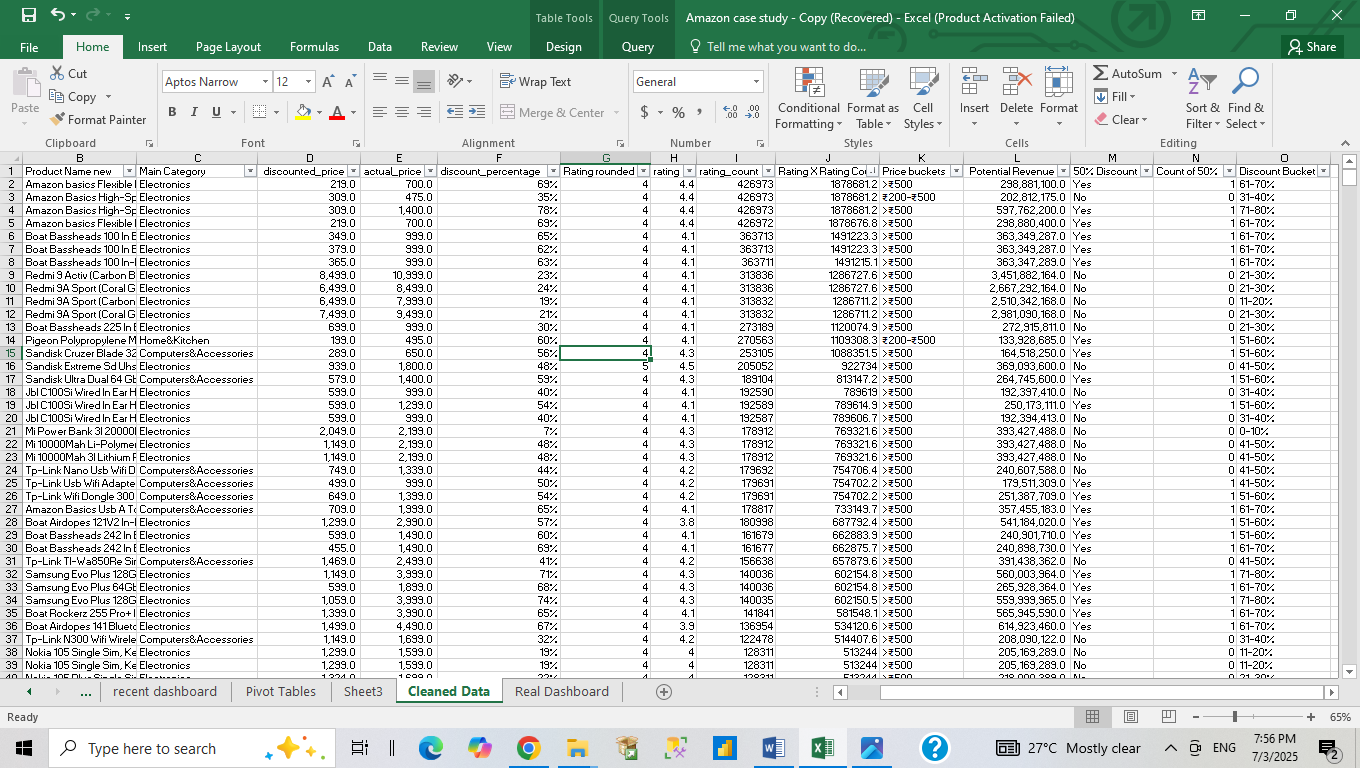 Table Tools Query Tools Amazon case study - Copy (Recovered) - Excel (Product Activation Failed)
File Home Insert Page Layout Formulas Data Review View Design Query Tell me what you want to do... Share
Cut Aptos Narrow 12 Wrap Text General AutoSum
Paste Copy Merge & Center Conditional Formatting Format as Table Cell Styles Insert Delete Format Fill Sort & Filter Find & Select
Format Painter Clear
Clipboard Font Alignment Number Styles Cells Editing
B C D E F G H I J K L M N O
1 Product Name new Main Category discounted_price actual_price discount_percentage Rating rounded rating rating_count Rating X Rating Cou Price buckets Potential Revenue 50% Discount Count of 50% Discount Bucket
2 Amazon basics Flexible Electronics 219.0 700.0 69% 4 4.4 426973 1878681.2 >₹500 298,881,100.0 Yes 1 61-70%
3 Amazon Basics High-Sp Electronics 309.0 475.0 35% 4 4.4 426973 1878681.2 ₹200-₹500 202,812,175.0 No 0 31-40%
4 Amazon Basics High-Sp Electronics 309.0 1,400.0 78% 4 4.4 426973 1878681.2 >₹500 597,762,200.0 Yes 1 71-80%
5 Amazon basics Flexible Electronics 219.0 700.0 69% 4 4.4 426972 1878676.8 >₹500 298,880,400.0 Yes 1 61-70%
6 Boat Bassheads 100 In E Electronics 349.0 999.0 65% 4 4.1 363713 1491223.3 >₹500 363,349,287.0 Yes 1 61-70%
7 Boat Bassheads 100 In E Electronics 379.0 999.0 62% 4 4.1 363713 1491223.3 >₹500 363,349,287.0 Yes 1 61-70%
8 Boat Bassheads 100 In-I Electronics 365.0 999.0 63% 4 4.1 363711 1491215.1 >₹500 363,347,289.0 Yes 1 61-70%
9 Redmi 9 Activ (Carbon B Electronics 8,499.0 10,999.0 23% 4 4.1 313836 1286727.6 >₹500 3,451,882,164.0 No 0 21-30%
10 Redmi 9A Sport (Coral G Electronics 6,499.0 8,499.0 24% 4 4.1 313836 1286727.6 >₹500 2,667,292,164.0 No 0 21-30%
11 Redmi 9A Sport (Carbon Electronics 6,499.0 7,999.0 19% 4 4.1 313832 1286711.2 >₹500 2,510,342,168.0 No 0 11-20%
12 Redmi 9A Sport (Coral G Electronics 7,499.0 9,499.0 21% 4 4.1 313832 1286711.2 >₹500 2,981,090,168.0 No 0 21-30%
13 Boat Bassheads 225 In E Electronics 699.0 999.0 30% 4 4.1 273189 1120074.9 >₹500 272,915,811.0 No 0 21-30%
14 Pigeon Polypropylene M Home&Kitchen 199.0 495.0 60% 4 4.1 270563 1109308.3 ₹200-₹500 133,928,685.0 Yes 1 51-60%
15 Sandisk Cruzer Blade 32 Computers&Accessories 289.0 650.0 56% 4 4.3 253105 1088351.5 >₹500 164,518,250.0 Yes 1 51-60%
16 Sandisk Extreme Sd Uhs Electronics 939.0 1,800.0 48% 5 4.5 205052 922734 >₹500 369,093,600.0 No 0 41-50%
17 Sandisk Ultra Dual 64 Gb Computers&Accessories 579.0 1,400.0 59% 4 4.3 189104 813147.2 >₹500 264,745,600.0 Yes 1 51-60%
18 Jbl C100Si Wired In Ear H Electronics 599.0 999.0 40% 4 4.1 192590 789619 >₹500 192,397,410.0 No 0 31-40%
19 Jbl C100Si Wired In Ear H Electronics 599.0 1,299.0 54% 4 4.1 192589 789614.9 >₹500 250,173,111.0 Yes 1 51-60%
20 Jbl C100Si Wired In Ear H Electronics 599.0 999.0 40% 4 4.1 192587 789606.7 >₹500 192,394,413.0 No 0 31-40%
21 Mi Power Bank 3I 20000 Electronics 2,049.0 2,199.0 7% 4 4.3 178912 769321.6 >₹500 393,427,488.0 No 0 0-10%
22 Mi 10000Mah Li-Polymer Electronics 1,149.0 2,199.0 48% 4 4.3 178912 769321.6 >₹500 393,427,488.0 No 0 41-50%
23 Mi 10000Mah 3I Lithium F Electronics 1,149.0 2,199.0 48% 4 4.3 178912 769321.6 >₹500 393,427,488.0 No 0 41-50%
24 Tp-Link Nano Usb Wifi D Computers&Accessories 749.0 1,339.0 44% 4 4.2 179692 754706.4 >₹500 240,607,588.0 No 0 41-50%
25 Tp-Link Usb Wifi Adapte Computers&Accessories 499.0 999.0 50% 4 4.2 179691 754702.2 >₹500 179,511,309.0 Yes 1 41-50%
26 Tp-Link Wifi Dongle 300 Computers&Accessories 649.0 1,399.0 54% 4 4.2 179691 754702.2 >₹500 251,387,709.0 Yes 1 51-60%
27 Amazon Basics Usb A To Computers&Accessories 709.0 1,999.0 65% 4 4.1 178817 733149.7 >₹500 357,455,183.0 Yes 1 61-70%
28 Boat Airdopes 121V2 In-I Electronics 1,299.0 2,990.0 57% 4 3.8 180998 687792.4 >₹500 541,184,020.0 Yes 1 51-60%
29 Boat Bassheads 242 In E Electronics 599.0 1,490.0 60% 4 4.1 161679 662883.9 >₹500 240,901,710.0 Yes 1 51-60%
30 Boat Bassheads 242 In E Electronics 455.0 1,490.0 69% 4 4.1 161677 662875.7 >₹500 240,898,730.0 Yes 1 61-70%
31 Tp-Link Tl-Wa850Re Sin Computers&Accessories 1,469.0 2,499.0 41% 4 4.2 156638 657879.6 >₹500 391,438,362.0 No 0 41-50%
32 Samsung Evo Plus 128G Electronics 1,149.0 3,999.0 71% 4 4.3 140036 602154.8 >₹500 560,003,964.0 Yes 1 71-80%
33 Samsung Evo Plus 64Gb Electronics 599.0 1,899.0 68% 4 4.3 140036 602154.8 >₹500 265,928,364.0 Yes 1 61-70%
34 Samsung Evo Plus 128G Electronics 1,059.0 3,999.0 74% 4 4.3 140035 602150.5 >₹500 559,999,965.0 Yes 1 71-80%
35 Boat Rockerz 255 Pro+ I Electronics 1,399.0 3,990.0 65% 4 4.1 141841 581548.1 >₹500 565,945,590.0 Yes 1 61-70%
36 Boat Airdopes 141 Blueto Electronics 1,499.0 4,490.0 67% 4 3.9 136954 534120.6 >₹500 614,923,460.0 Yes 1 61-70%
37 Tp-Link N300 Wifi Wirele Computers&Accessories 1,149.0 1,699.0 32% 4 4.2 122478 514407.6 >₹500 208,090,122.0 No 0 31-40%
38 Nokia 105 Single Sim, Ke Electronics 1,299.0 1,599.0 19% 4 4 128311 513244 >₹500 205,169,289.0 No 0 11-20%
39 Nokia 105 Single Sim, Ke Electronics 1,299.0 1,599.0 19% 4 4 128311 513244 >₹500 205,169,289.0 No 0 11-20%
... recent dashboard Pivot Tables Sheet3 Cleaned Data Real Dashboard
Ready 65%
Type here to search 27°C Mostly clear ENG 7:56 PM
7/3/2025 2